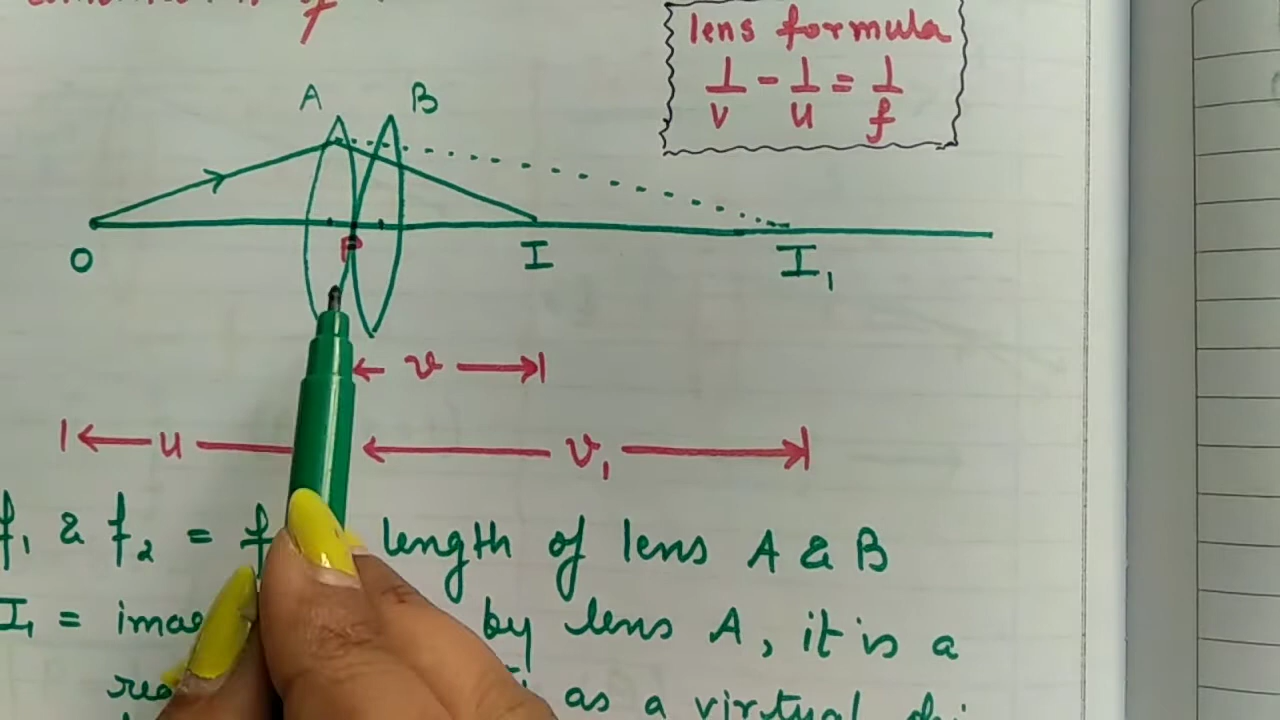 f
lens formula
1/v - 1/u = 1/f
A B
P
O I I₁
v
u v₁
f₁ & f₂ = length of lens A & B
I₁ = by lens A, it is a
as a virtual